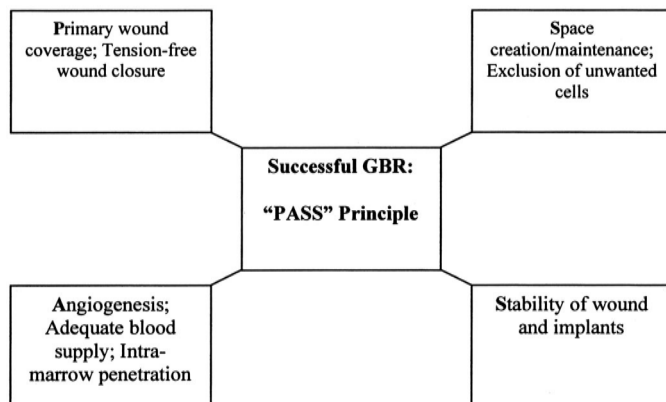 Primary wound
coverage; Tension-free
wound closure
Space
creation/maintenance;
Exclusion of unwanted
cells
Successful GBR:
“PASS” Principle
Angiogenesis;
Adequate blood
supply; Intra-
marrow penetration
Stability of wound
and implants